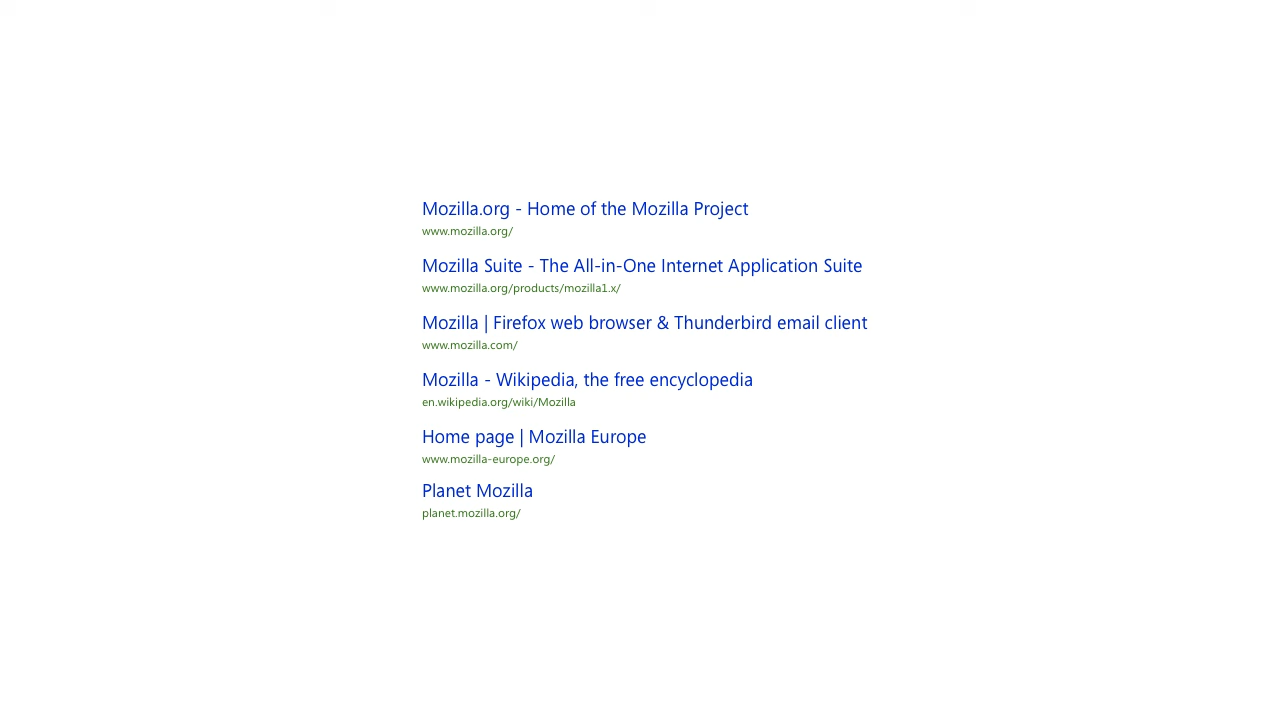 Mozilla.org - Home of the Mozilla Project
www.mozilla.org/
Mozilla Suite - The All-in-One Internet Application Suite
www.mozilla.org/products/mozilla1.x/
Mozilla | Firefox web browser & Thunderbird email client
www.mozilla.com/
Mozilla - Wikipedia, the free encyclopedia
en.wikipedia.org/wiki/Mozilla
Home page | Mozilla Europe
www.mozilla-europe.org/
Planet Mozilla
planet.mozilla.org/